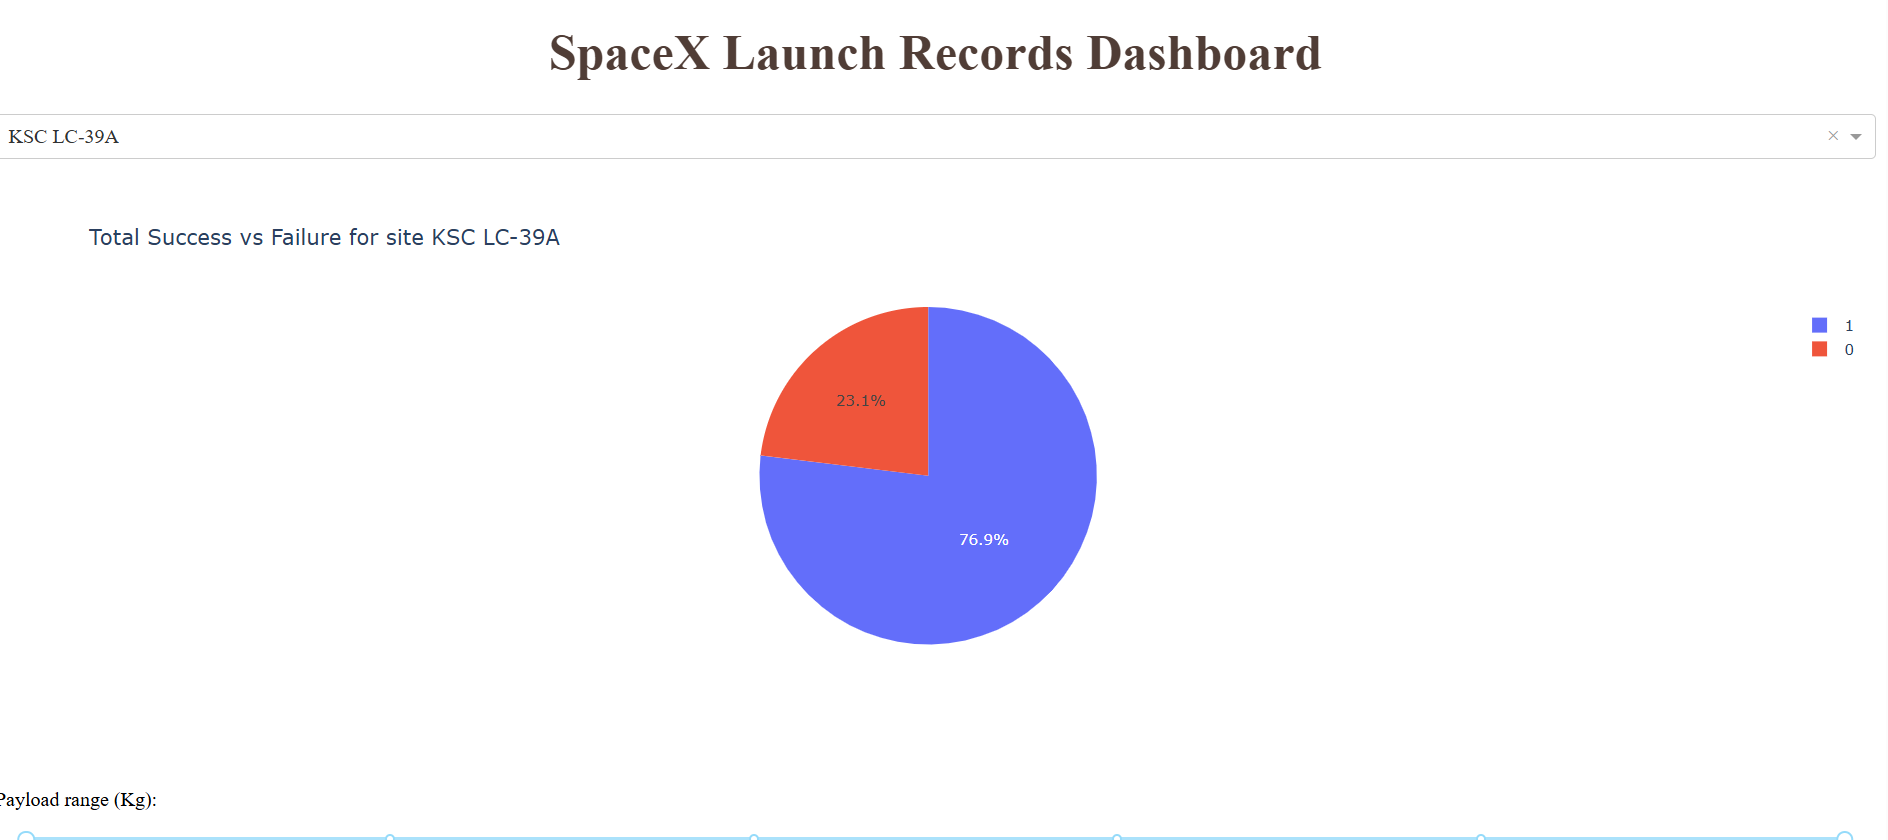 SpaceX Launch Records Dashboard
KSC LC-39A
×
Total Success vs Failure for site KSC LC-39A
1
0
23.1%
76.9%
Payload range (Kg):